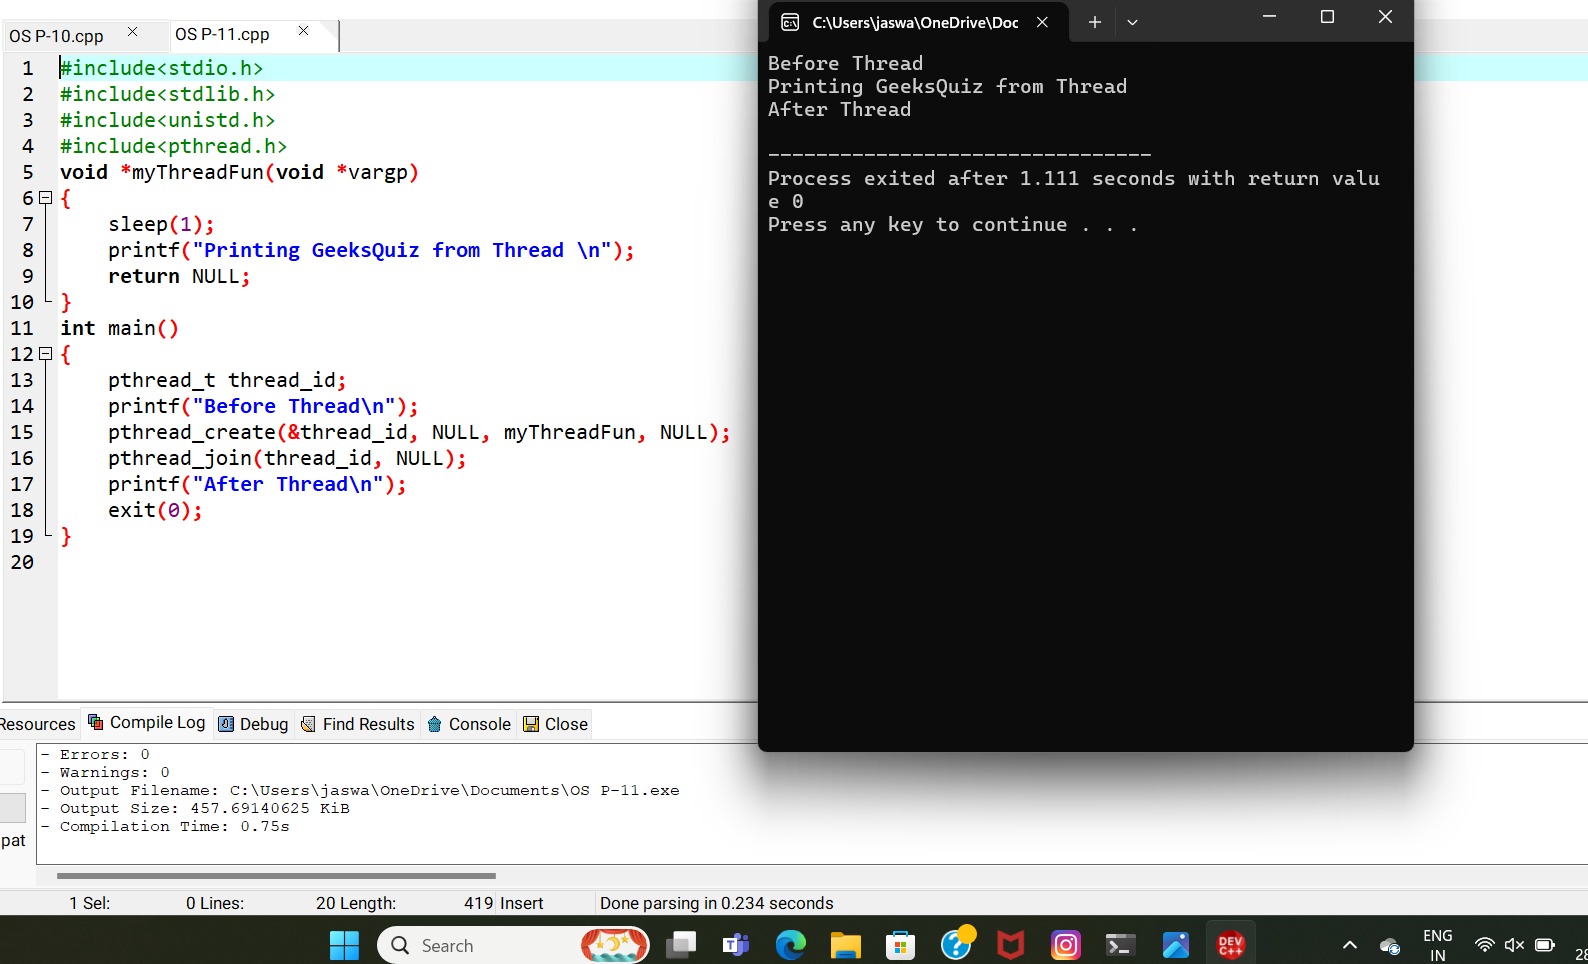 OS P-10.cpp
OS P-11.cpp
1 #include<stdio.h>
2 #include<stdlib.h>
3 #include<unistd.h>
4 #include<pthread.h>
5 void *myThreadFun(void *vargp)
6 {
7 sleep(1);
8 printf("Printing GeeksQuiz from Thread \n");
9 return NULL;
10 }
11 int main()
12 {
13 pthread_t thread_id;
14 printf("Before Thread\n");
15 pthread_create(&thread_id, NULL, myThreadFun, NULL);
16 pthread_join(thread_id, NULL);
17 printf("After Thread\n");
18 exit(0);
19 }
20
C:\Users\jaswa\OneDrive\Doc
Before Thread
Printing GeeksQuiz from Thread
After Thread
--------------------------------
Process exited after 1.111 seconds with return valu
e 0
Press any key to continue . . .
Resources Compile Log Debug Find Results Console Close
- Errors: 0
- Warnings: 0
- Output Filename: C:\Users\jaswa\OneDrive\Documents\OS P-11.exe
- Output Size: 457.69140625 KiB
- Compilation Time: 0.75s
pat
1 Sel: 0 Lines: 20 Length: 419 Insert Done parsing in 0.234 seconds
Search
DEV
C++
ENG
IN
28